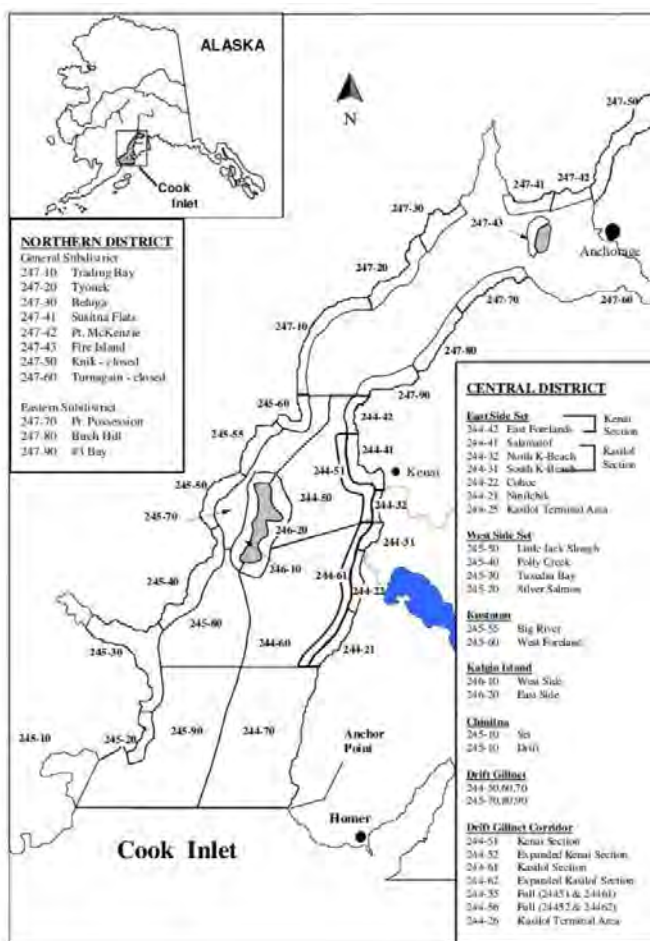 ALASKA
Cook
Inlet
N
NORTHERN DISTRICT
General Subdistrict
247-10 Trading Bay
247-20 Tyonek
247-30 Beluga
247-41 Susitna Flats
247-42 Pt. McKenzie
247-43 Fire Island
247-50 Knik - closed
247-60 Turnagain - closed
Eastern Subdistrict
247-70 Pt. Possession
247-80 Birch Hill
247-90 #3 Bay
247-50
247-41
247-42
247-30
247-43
Anchorage
247-20
247-70
247-60
247-10
247-80
247-90
245-60
244-42
245-55
244-41
244-51
Kenai
245-50
244-50
244-32
245-70
246-20
244-31
246-10
244-61
245-40
244-22
245-80
244-60
244-21
245-30
245-10
245-20
245-90
244-70
Anchor
Point
Homer
Cook Inlet
CENTRAL DISTRICT
East Side Set
244-42 East Forelands
244-41 Salamatof
244-32 North K-Beach
244-31 South K-Beach
244-22 Cohoe
244-21 Ninilchik
244-25 Kasilof Terminal Area
Kenai
Section
Kasilof
Section
West Side Set
245-50 Little Jack Slough
245-40 Polly Creek
245-30 Tuxedni Bay
245-20 Silver Salmon
Kustatan
245-55 Big River
245-60 West Foreland
Kalgin Island
246-10 West Side
246-20 East Side
Chinitna
245-10 Set
245-10 Drift
Drift Gillnet
244-50,60,70
245-70,80,90
Drift Gillnet Corridor
244-51 Kenai Section
244-52 Expanded Kenai Section
244-61 Kasilof Section
244-62 Expanded Kasilof Section
244-55 Full (24451 & 24461)
244-56 Full (24452 & 24462)
244-26 Kasilof Terminal Area